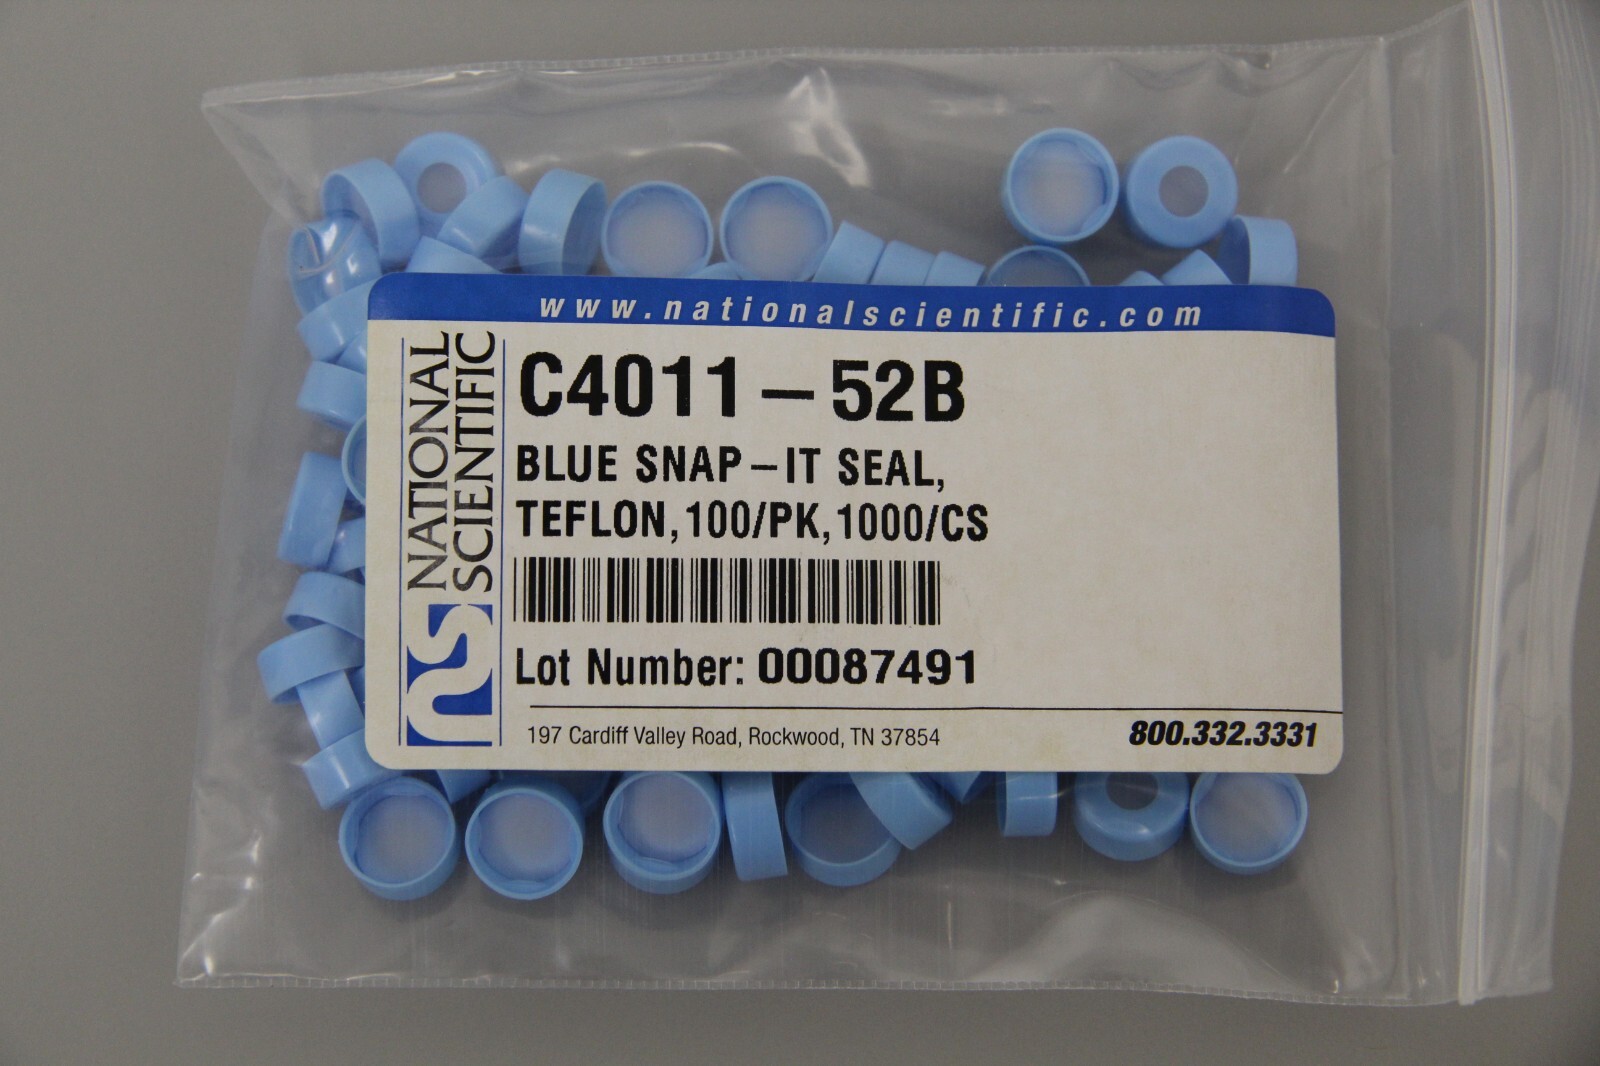 www.nationalscientific.com
NATIONAL
SCIENTIFIC
C4011-52B
BLUE SNAP-IT SEAL,
TEFLON,100/PK,1000/CS
Lot Number: 00087491
197 Cardiff Valley Road, Rockwood, TN 37854
800.332.3331